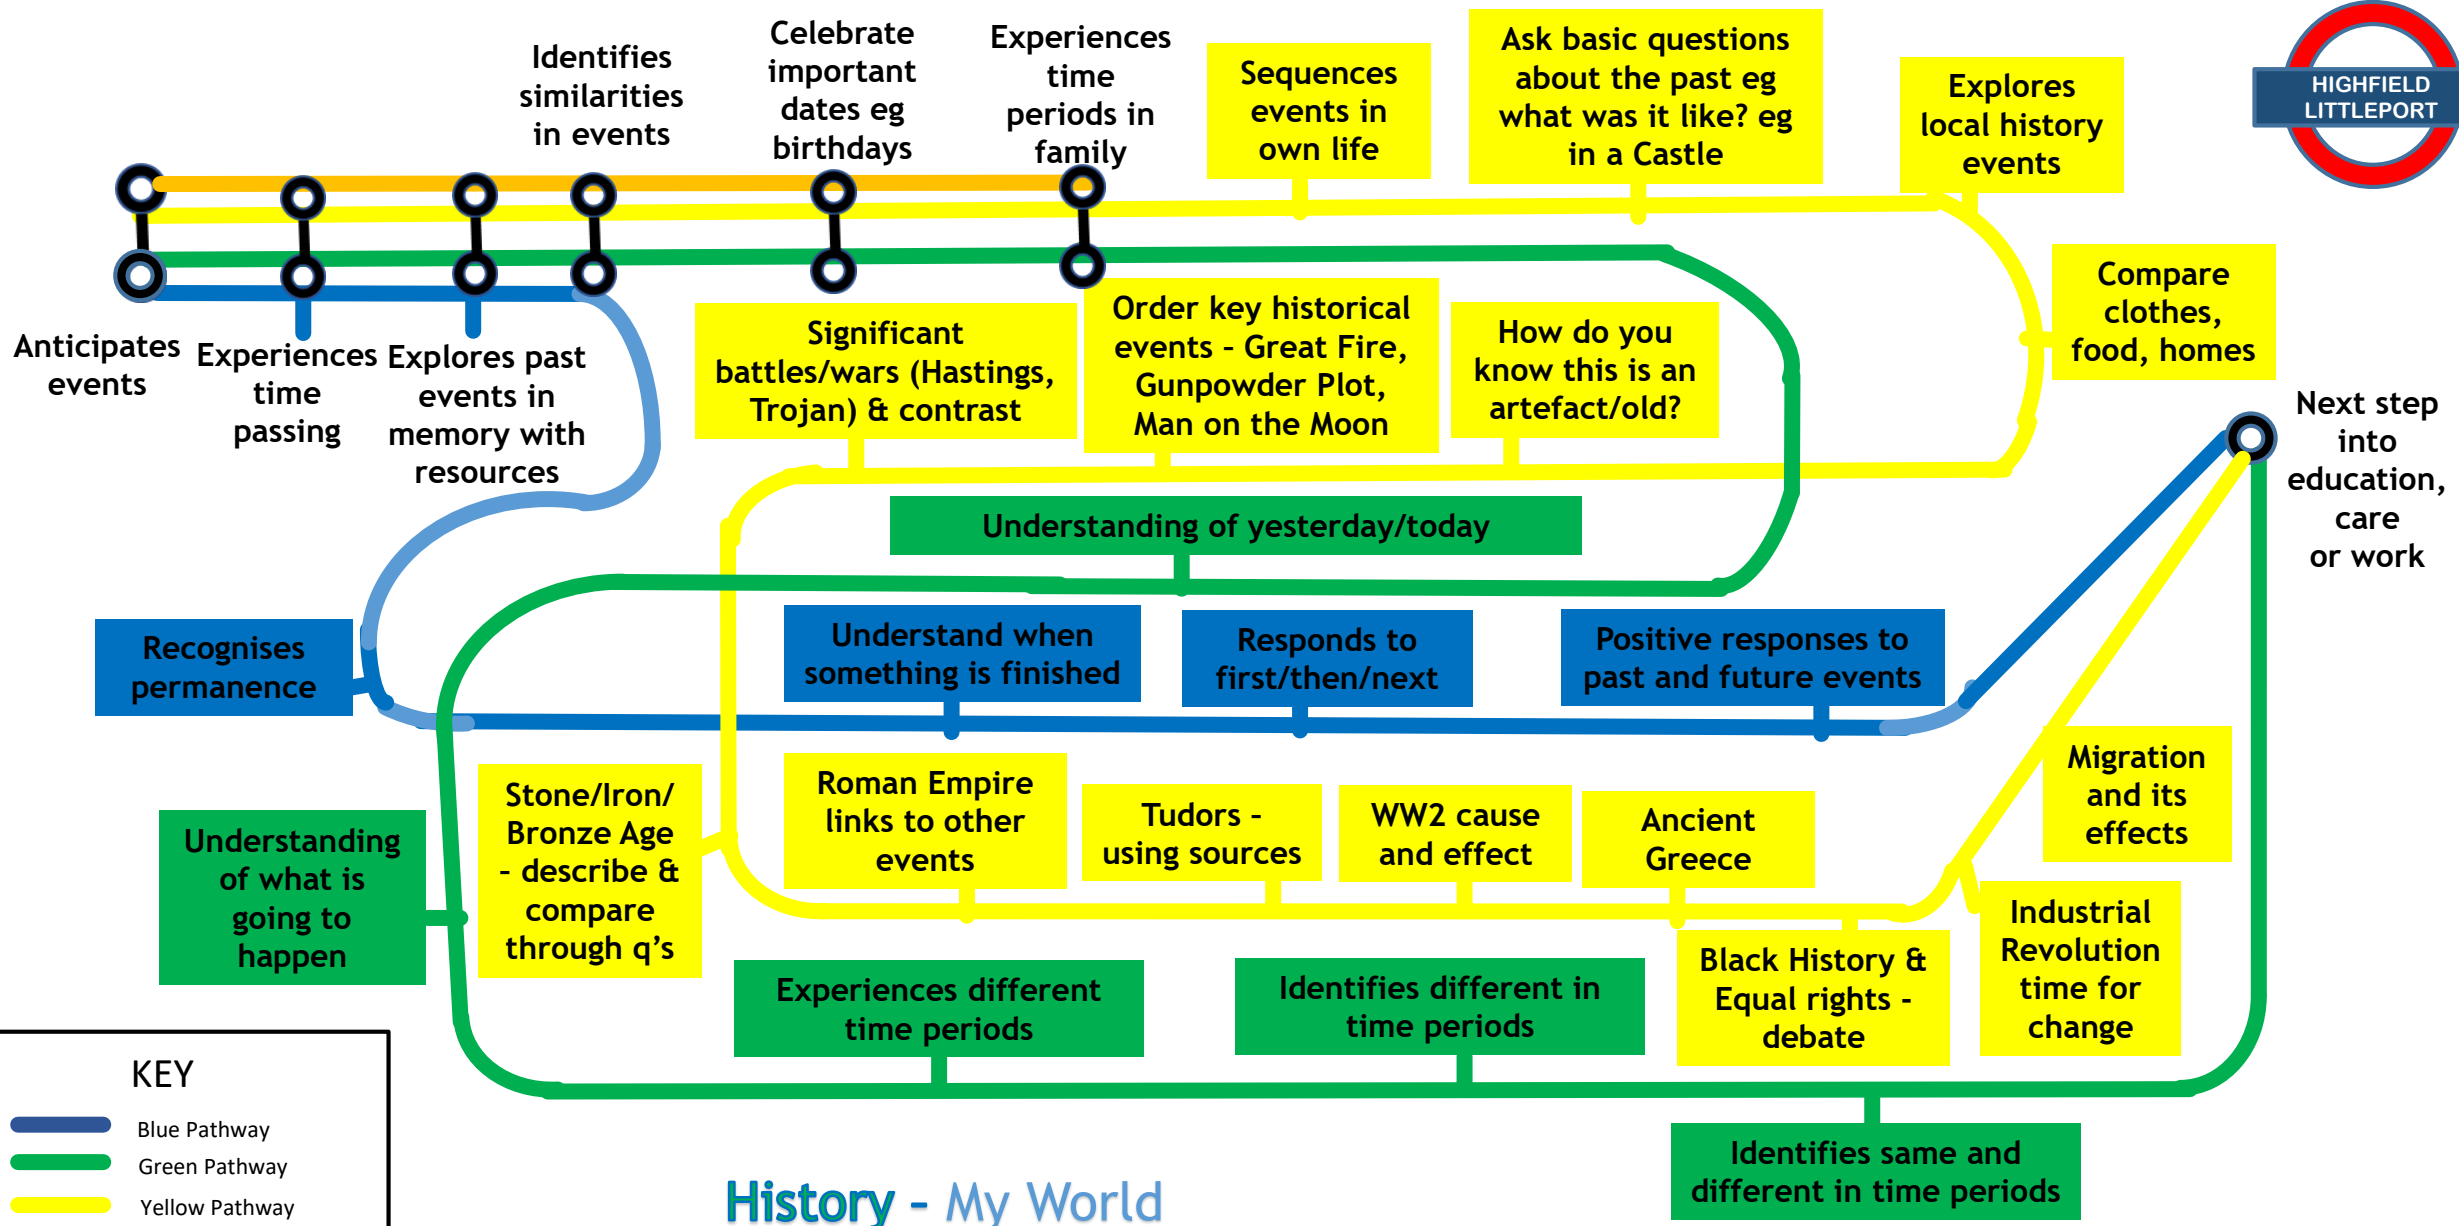 Identifies
similarities
in events
Celebrate
important
dates eg
birthdays
Experiences
time
periods in
family
Sequences
events in
own life
Ask basic questions
about the past eg
what was it like? eg
in a Castle
Explores
local history
events
HIGHFIELD
LITTLEPORT
Anticipates
events
Experiences
time
passing
Explores past
events in
memory with
resources
Significant
battles/wars (Hastings,
Trojan) & contrast
Order key historical
events – Great Fire,
Gunpowder Plot,
Man on the Moon
How do you
know this is an
artefact/old?
Compare
clothes,
food, homes
Next step
into
education,
care
or work
Understanding of yesterday/today
Recognises
permanence
Understand when
something is finished
Responds to
first/then/next
Positive responses to
past and future events
Understanding
of what is
going to
happen
Stone/Iron/
Bronze Age
– describe &
compare
through q’s
Roman Empire
links to other
events
Tudors –
using sources
WW2 cause
and effect
Ancient
Greece
Migration
and its
effects
Black History &
Equal rights -
debate
Industrial
Revolution
time for
change
Experiences different
time periods
Identifies different in
time periods
Identifies same and
different in time periods
KEY
Blue Pathway
Green Pathway
Yellow Pathway
History – My World